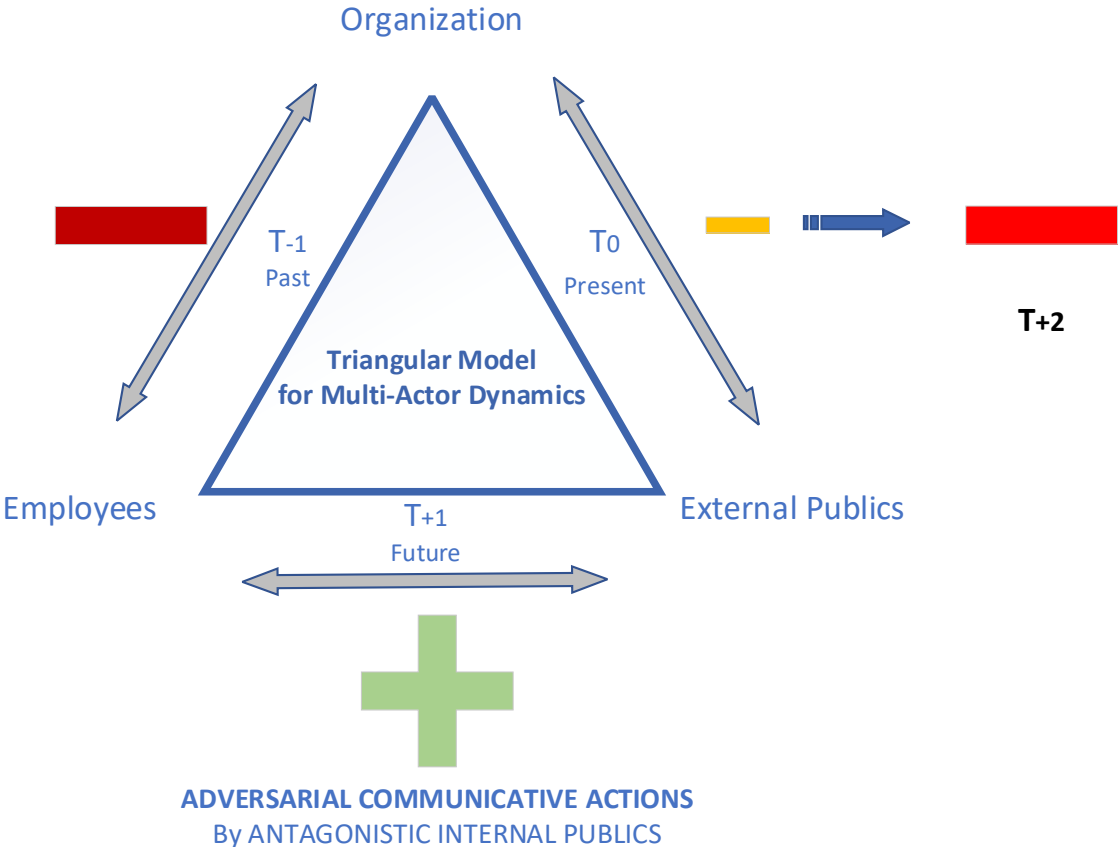 Organization
T-1
Past
T0
Present
T+2
Triangular Model
for Multi-Actor Dynamics
Employees
External Publics
T+1
Future
ADVERSARIAL COMMUNICATIVE ACTIONS
By ANTAGONISTIC INTERNAL PUBLICS